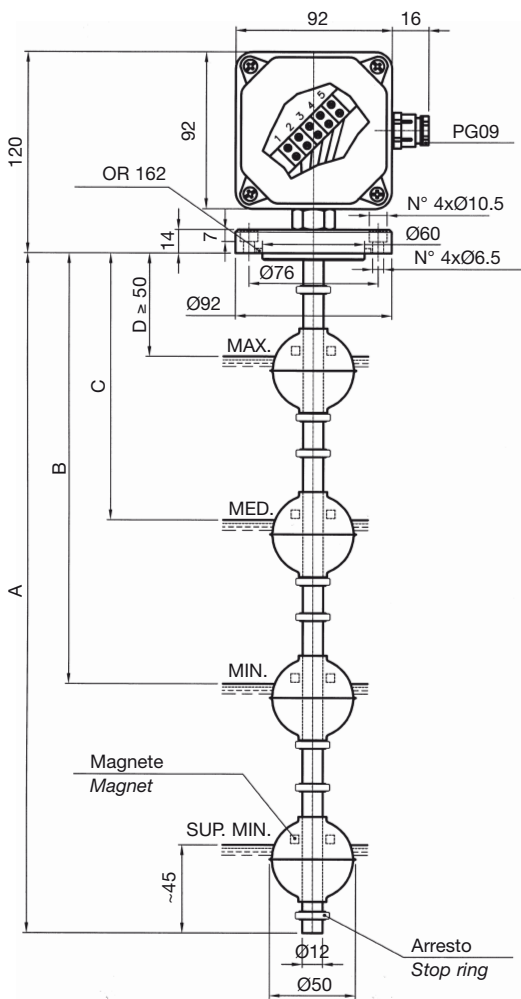 92
16
120
92
1 2 3 4 5
PG09
OR 162
N° 4xØ10.5
14
7
Ø60
N° 4xØ6.5
Ø76
Ø92
D ≥ 50
MAX.
C
B
MED.
A
MIN.
Magnete
Magnet
SUP. MIN.
~45
Ø12
Arresto
Stop ring
Ø50